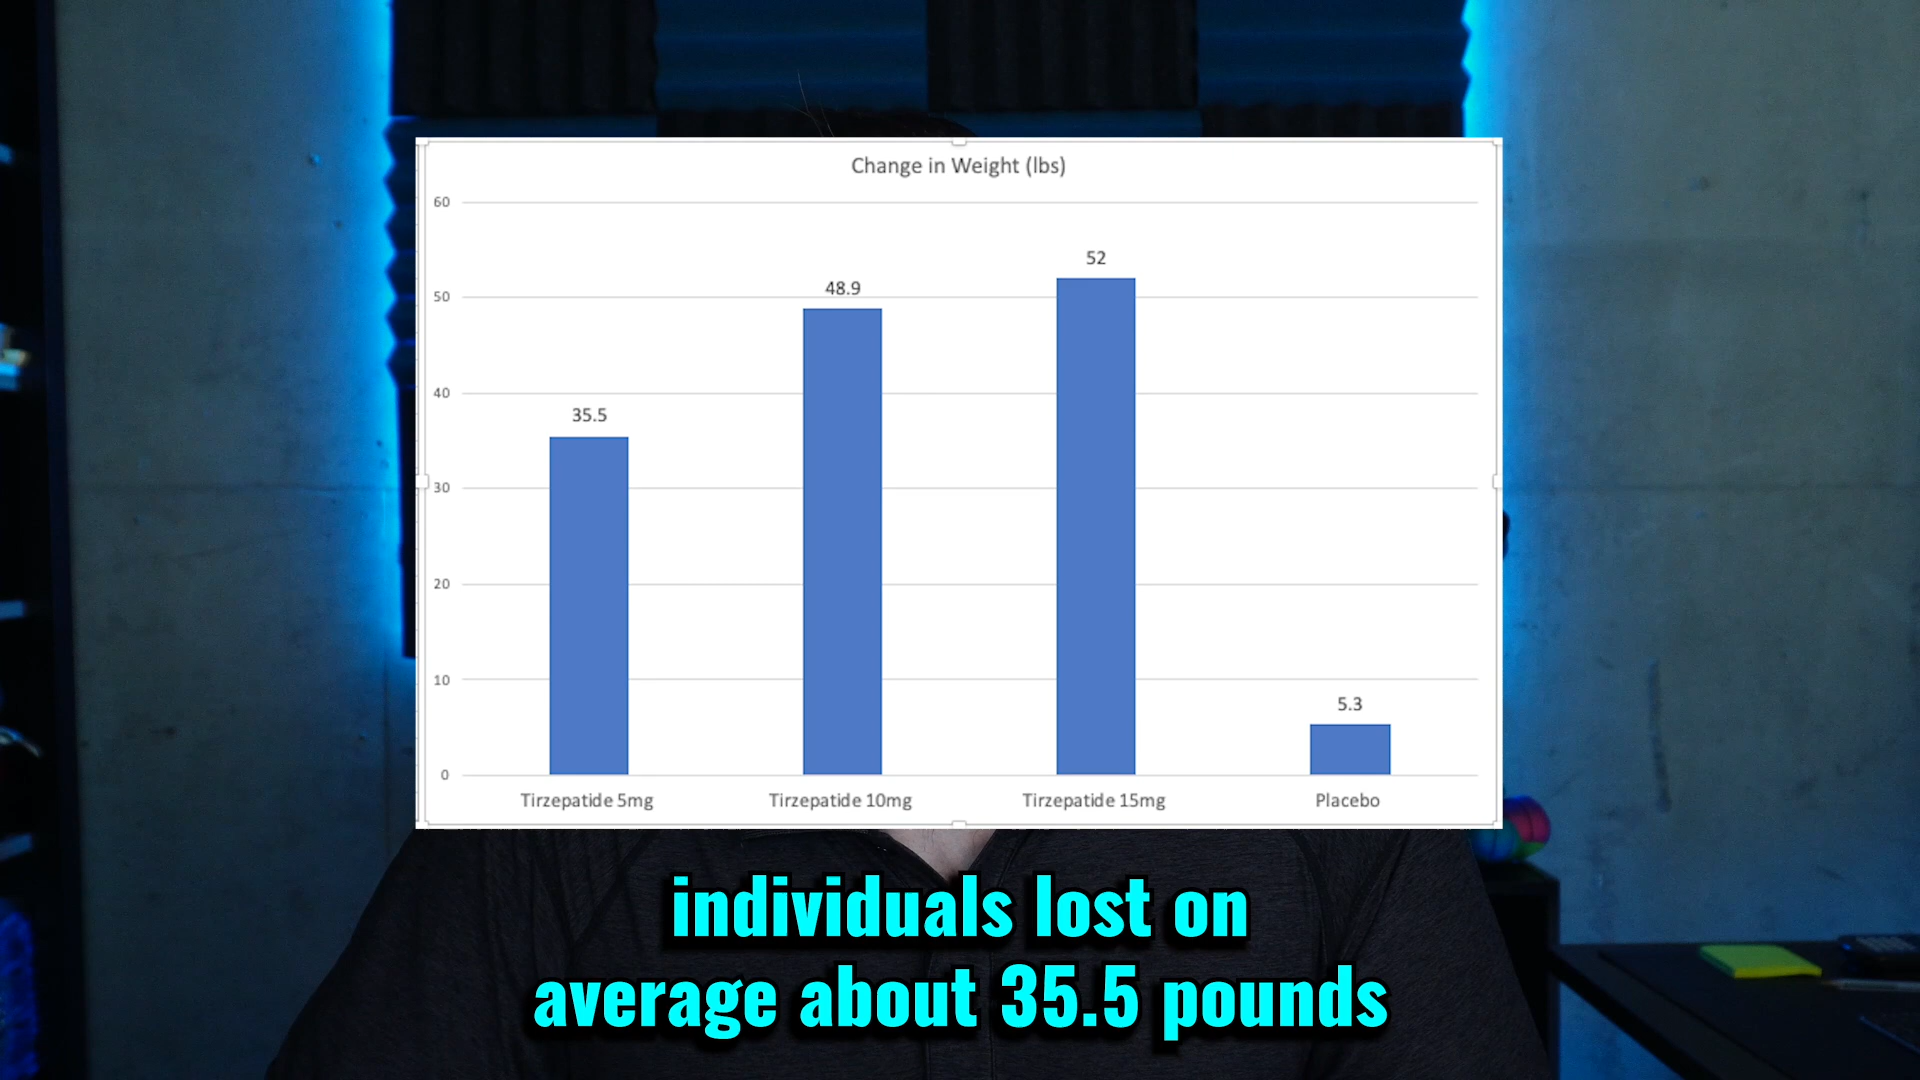 Change in Weight (lbs)
60
50
40
30
20
10
0
35.5
48.9
52
5.3
Tirzepatide 5mg
Tirzepatide 10mg
Tirzepatide 15mg
Placebo
individuals lost on
average about 35.5 pounds